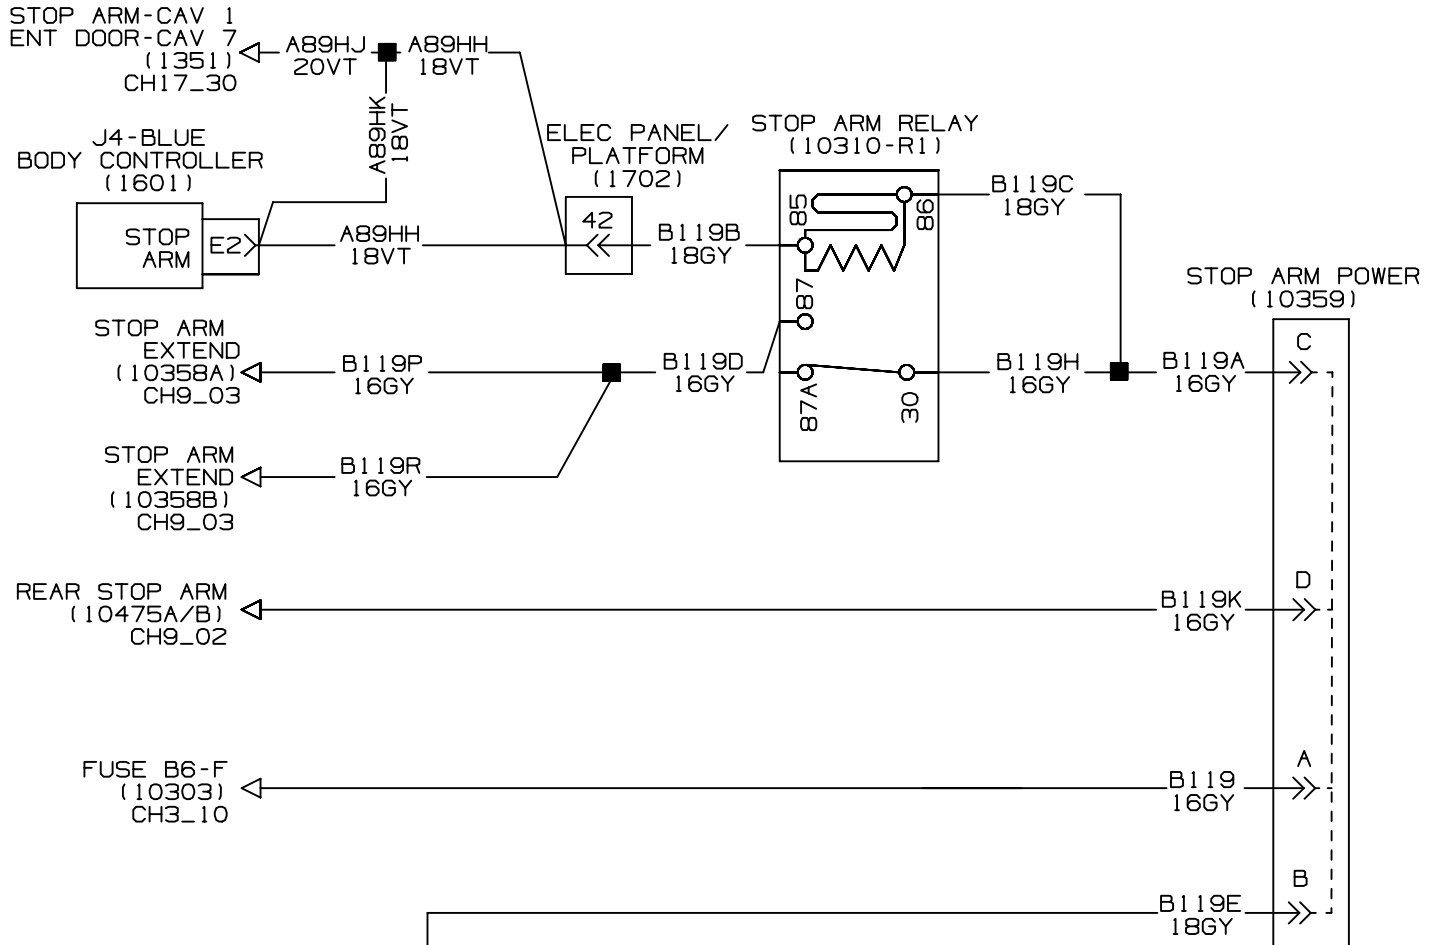 STOP ARM-CAV 1
ENT DOOR-CAV 7
(1351)
CH17_30
A89HJ
20VT
A89HH
18VT
A89HK
18VT
J4-BLUE
BODY CONTROLLER
(1601)
STOP
ARM
E2
A89HH
18VT
ELEC PANEL/
PLATFORM
(1702)
42
B119B
18GY
STOP ARM RELAY
(10310-R1)
85
86
87
87A
30
B119C
18GY
STOP ARM POWER
(10359)
STOP ARM
EXTEND
(10358A)
CH9_03
B119P
16GY
B119D
16GY
B119H
16GY
B119A
16GY
C
STOP ARM
EXTEND
(10358B)
CH9_03
B119R
16GY
REAR STOP ARM
(10475A/B)
CH9_02
B119K
16GY
D
FUSE B6-F
(10303)
CH3_10
B119
16GY
A
B119E
18GY
B